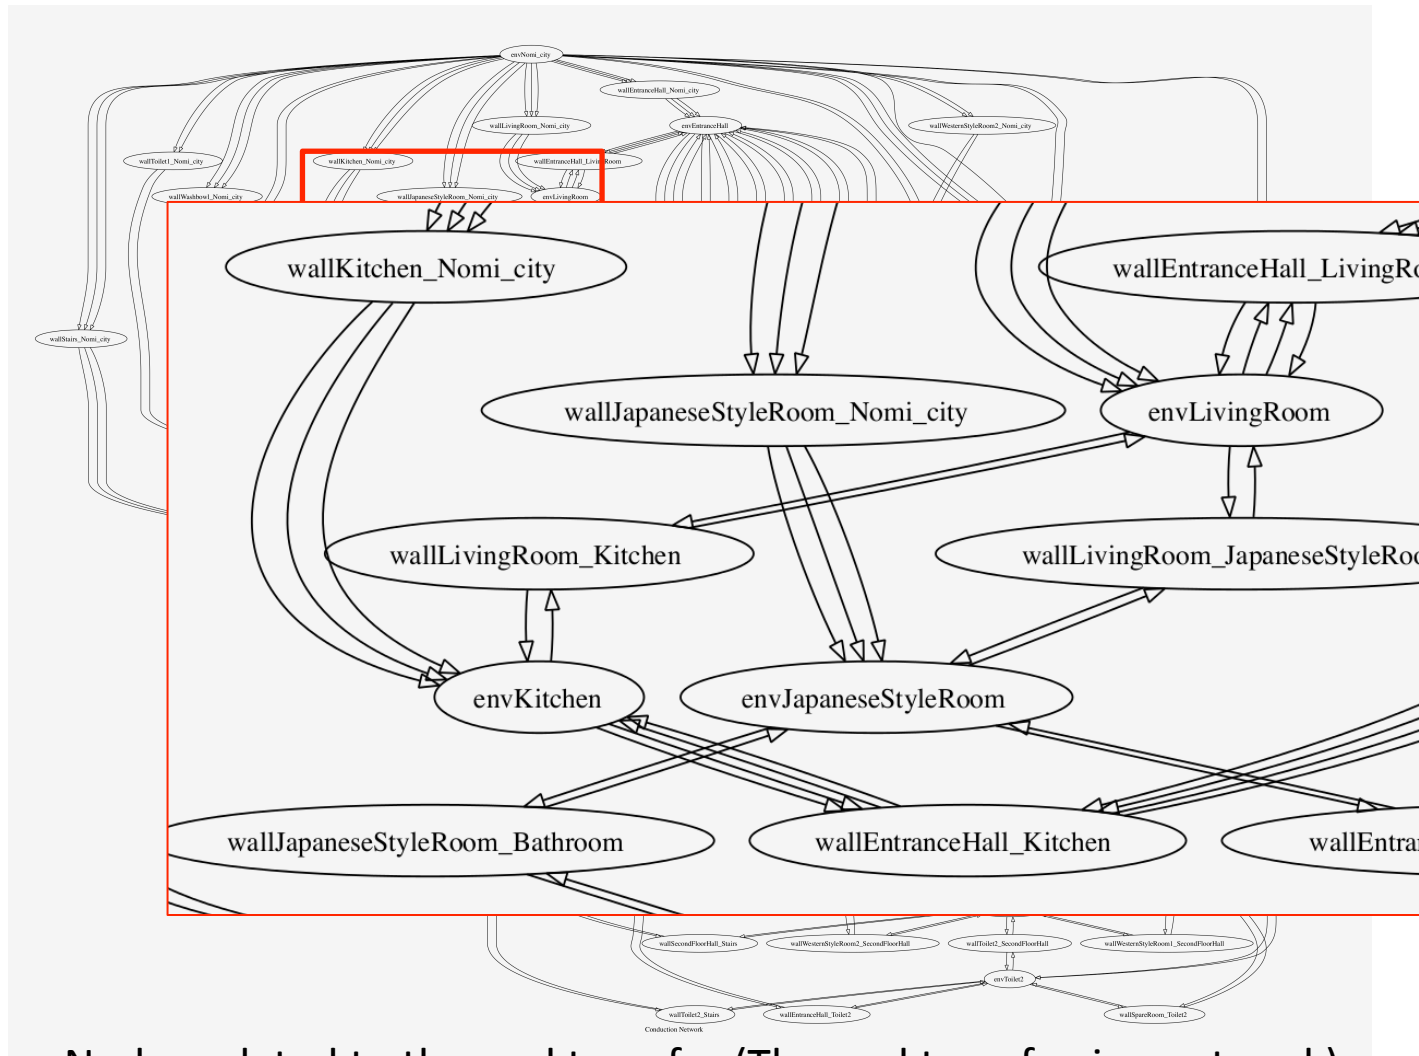 envNomi_city
wallEntranceHall_Nomi_city
wallLivingRoom_Nomi_city
envEntranceHall
wallWesternStyleRoom2_Nomi_city
wallToilet1_Nomi_city
wallKitchen_Nomi_city
wallEntranceHall_LivingRoom
wallWashbowl_Nomi_city
wallJapaneseStyleRoom_Nomi_city
envLivingRoom
wallStairs_Nomi_city
wallKitchen_Nomi_city
wallEntranceHall_LivingRo
wallJapaneseStyleRoom_Nomi_city
envLivingRoom
wallLivingRoom_Kitchen
wallLivingRoom_JapaneseStyleRoo
envKitchen
envJapaneseStyleRoom
wallJapaneseStyleRoom_Bathroom
wallEntranceHall_Kitchen
wallEntra
wallSecondFloorHall_Stairs
wallWesternStyleRoom2_SecondFloorHall
wallToilet2_SecondFloorHall
wallWesternStyleRoom1_SecondFloorHall
envToilet2
wallToilet2_Stairs
wallEntranceHall_Toilet2
wallSpareRoom_Toilet2
Conduction Network